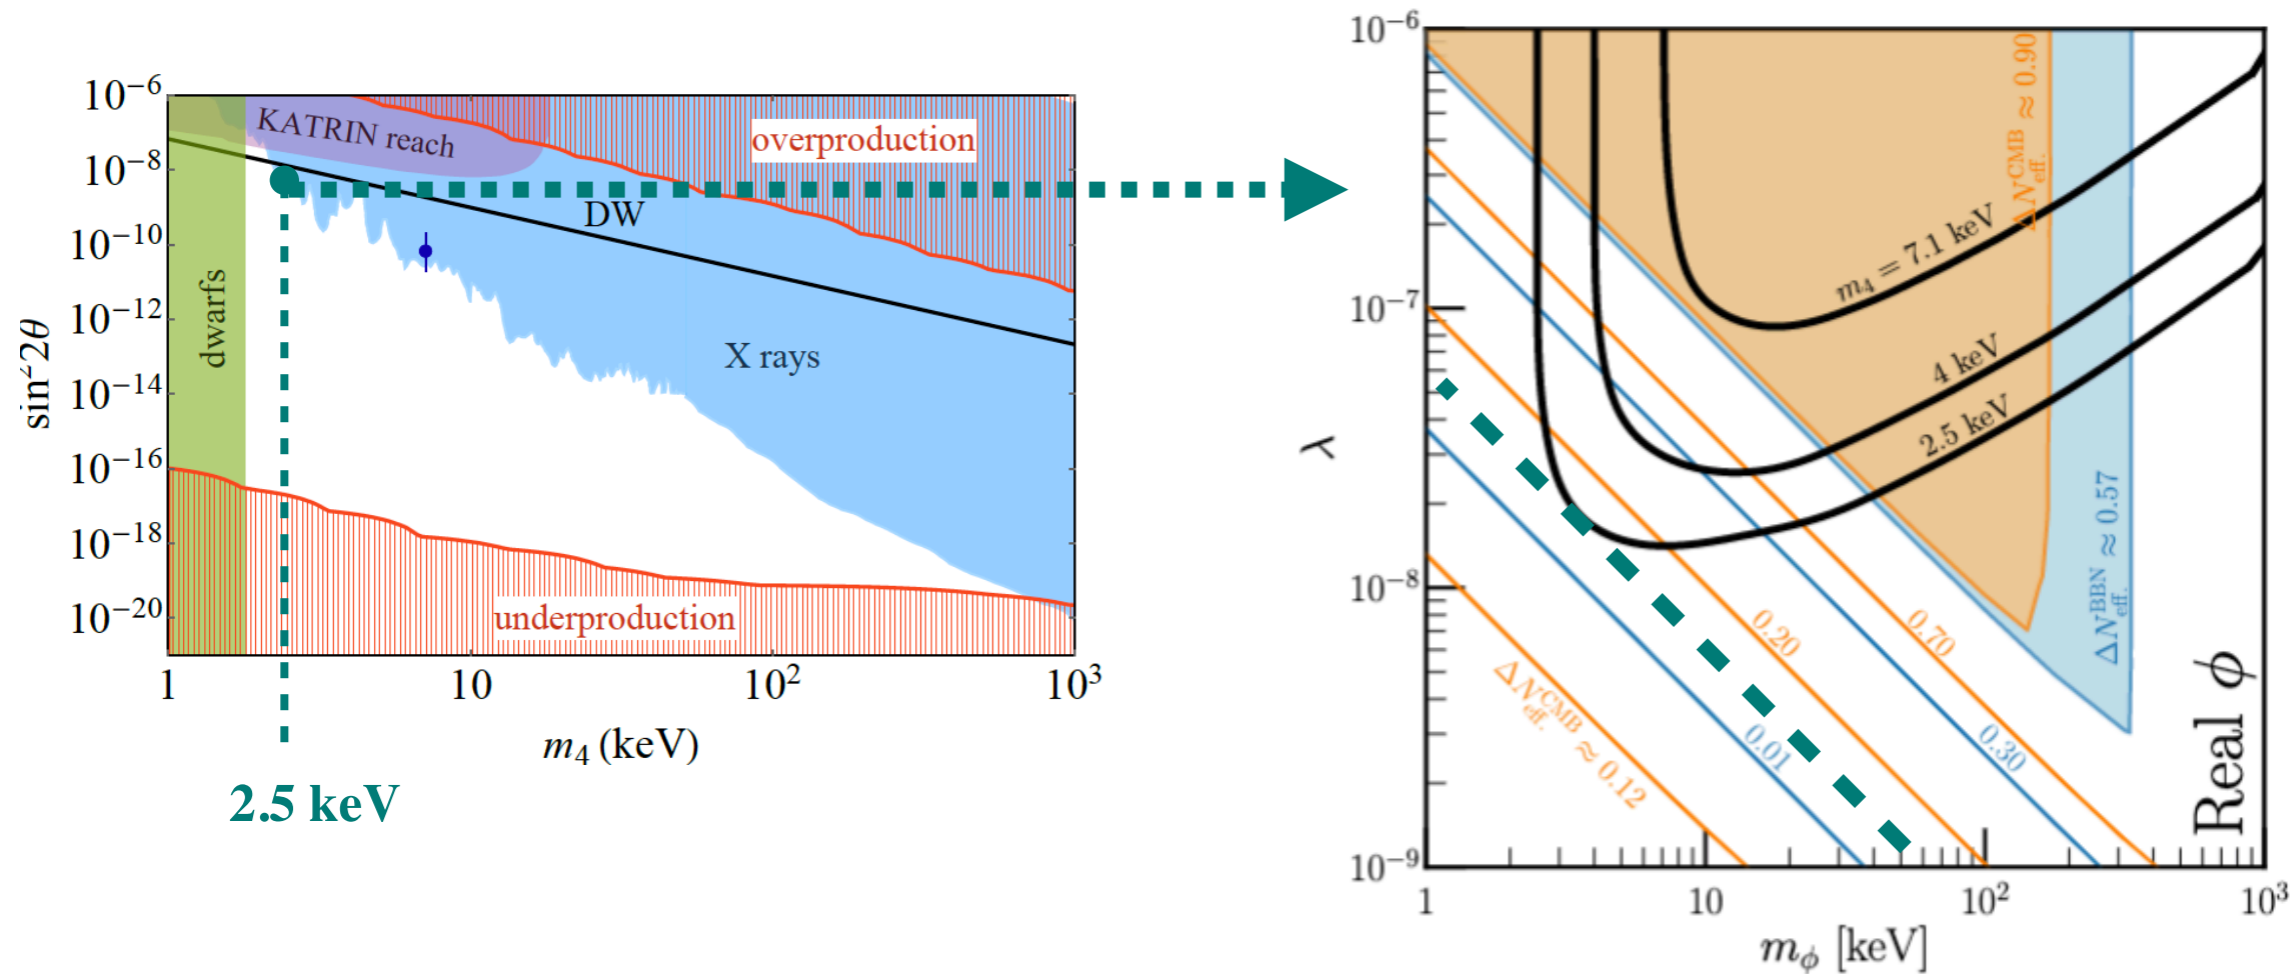 10⁻⁶
10⁻⁸
10⁻¹⁰
10⁻¹²
10⁻¹⁴
10⁻¹⁶
10⁻¹⁸
10⁻²⁰
sin²2θ
KATRIN reach
overproduction
DW
dwarfs
X rays
underproduction
1
10
10²
10³
m₄ (keV)
2.5 keV
10⁻⁶
10⁻⁷
10⁻⁸
10⁻⁹
λ
m₄ = 7.1 keV
4 keV
2.5 keV
ΔN_eff.^CMB ≈ 0.90
ΔN_eff.^BBN ≈ 0.57
0.20
0.70
0.01
0.30
ΔN_eff.^CMB ≈ 0.12
Real ϕ
1
10
10²
10³
m_ϕ [keV]